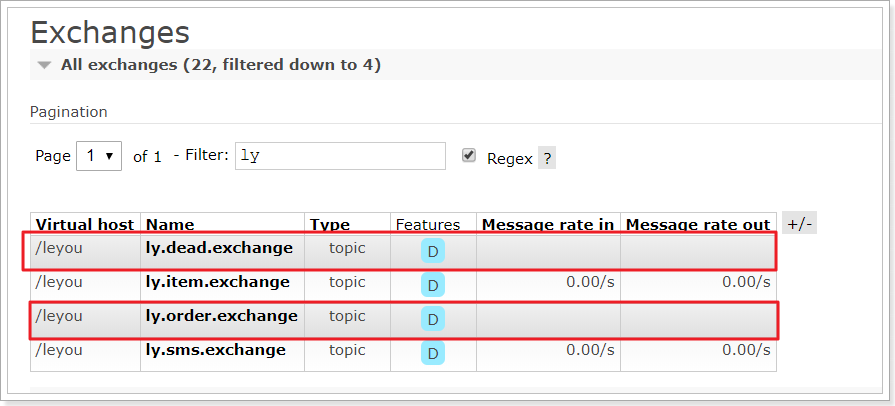 Exchanges
All exchanges (22, filtered down to 4)
Pagination
Page 1 of 1 - Filter: ly Regex ?
Virtual host Name Type Features Message rate in Message rate out +/-
/leyou ly.dead.exchange topic D
/leyou ly.item.exchange topic D 0.00/s 0.00/s
/leyou ly.order.exchange topic D
/leyou ly.sms.exchange topic D 0.00/s 0.00/s